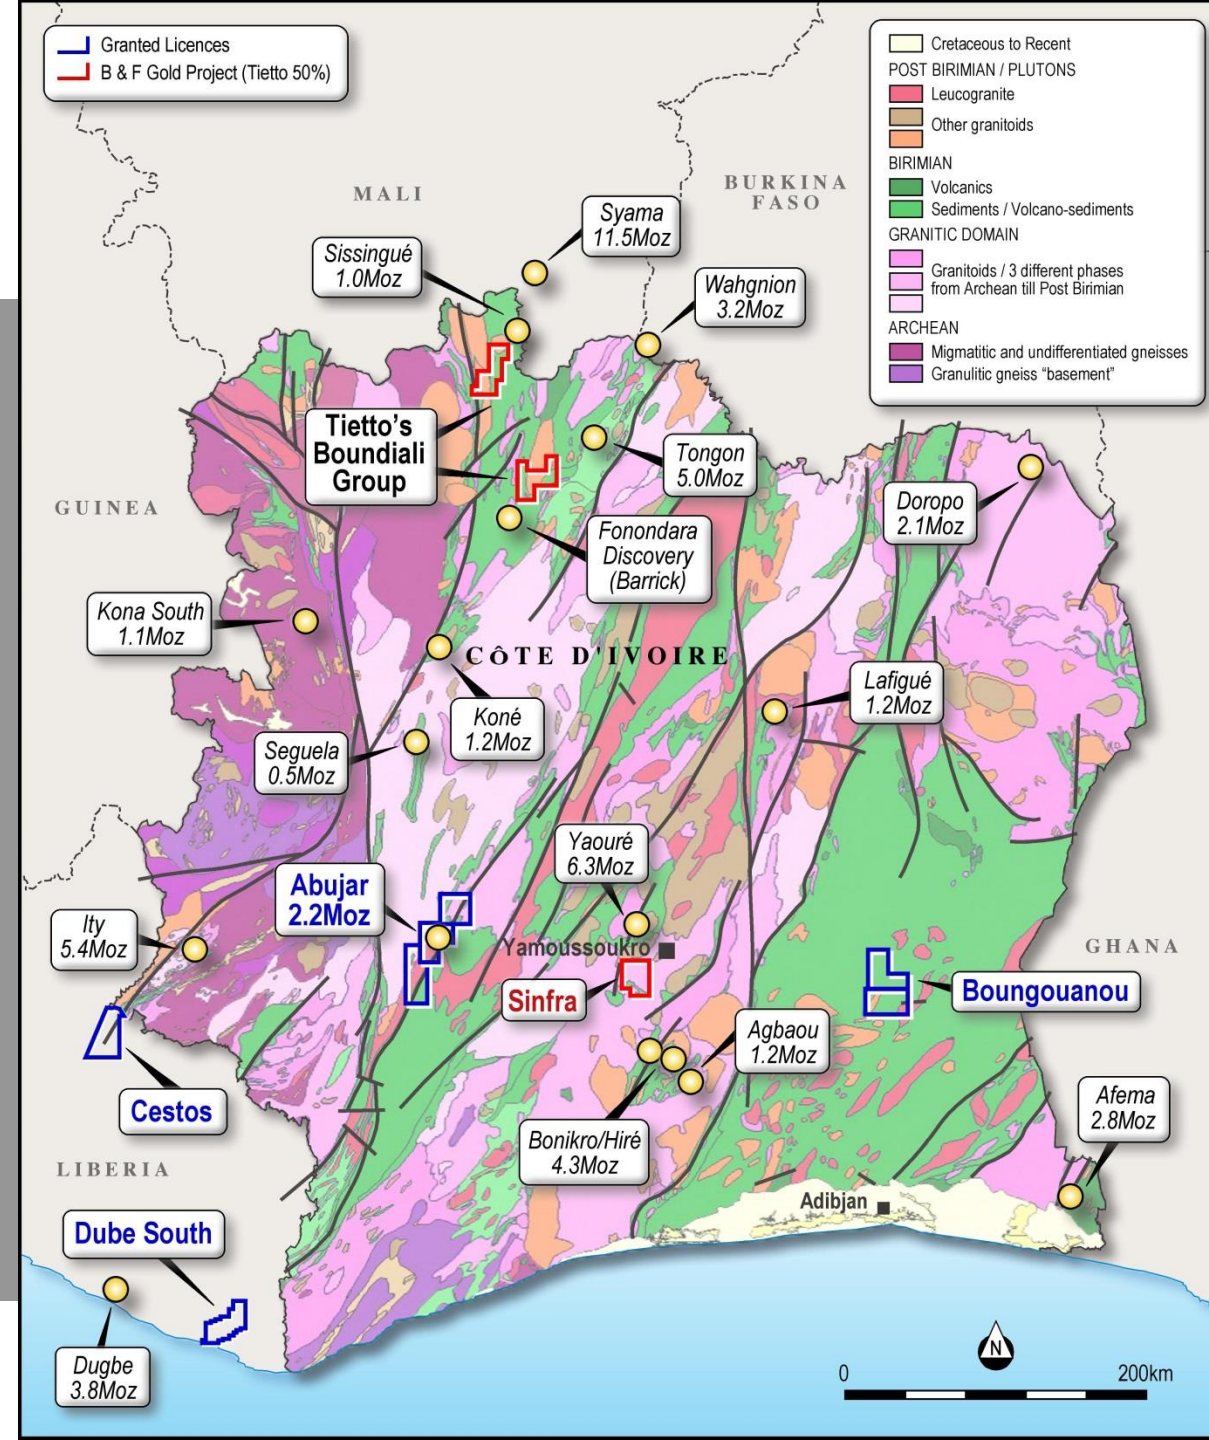 Granted Licences
B & F Gold Project (Tietto 50%)
Cretaceous to Recent
POST BIRIMIAN / PLUTONS
Leucogranite
Other granitoids
BIRIMIAN
Volcanics
Sediments / Volcano-sediments
GRANITIC DOMAIN
Granitoids / 3 different phases
from Archean till Post Birimian
ARCHEAN
Migmatitic and undifferentiated gneisses
Granulitic gneiss “basement”
MALI
BURKINA
FASO
Syama
11.5Moz
Sissingué
1.0Moz
Wahgnion
3.2Moz
Tietto’s
Boundiali
Group
Tongon
5.0Moz
Doropo
2.1Moz
GUINEA
Fonondara
Discovery
(Barrick)
Kona South
1.1Moz
CÔTE D'IVOIRE
Koné
1.2Moz
Lafigué
1.2Moz
Seguela
0.5Moz
Yaouré
6.3Moz
Abujar
2.2Moz
Ity
5.4Moz
Yamoussoukro
GHANA
Sinfra
Boungouanou
Agbaou
1.2Moz
Cestos
Bonikro/Hiré
4.3Moz
Afema
2.8Moz
LIBERIA
Adibjan
Dube South
Dugbe
3.8Moz
N
0
200km